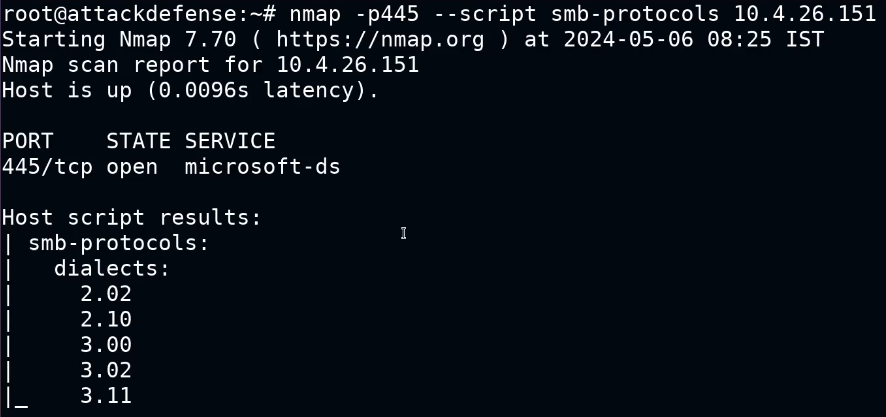 root@attackdefense:~# nmap -p445 --script smb-protocols 10.4.26.151
Starting Nmap 7.70 ( https://nmap.org ) at 2024-05-06 08:25 IST
Nmap scan report for 10.4.26.151
Host is up (0.0096s latency).

PORT    STATE SERVICE
445/tcp open  microsoft-ds

Host script results:
| smb-protocols:
|   dialects:
|     2.02
|     2.10
|     3.00
|     3.02
|_    3.11